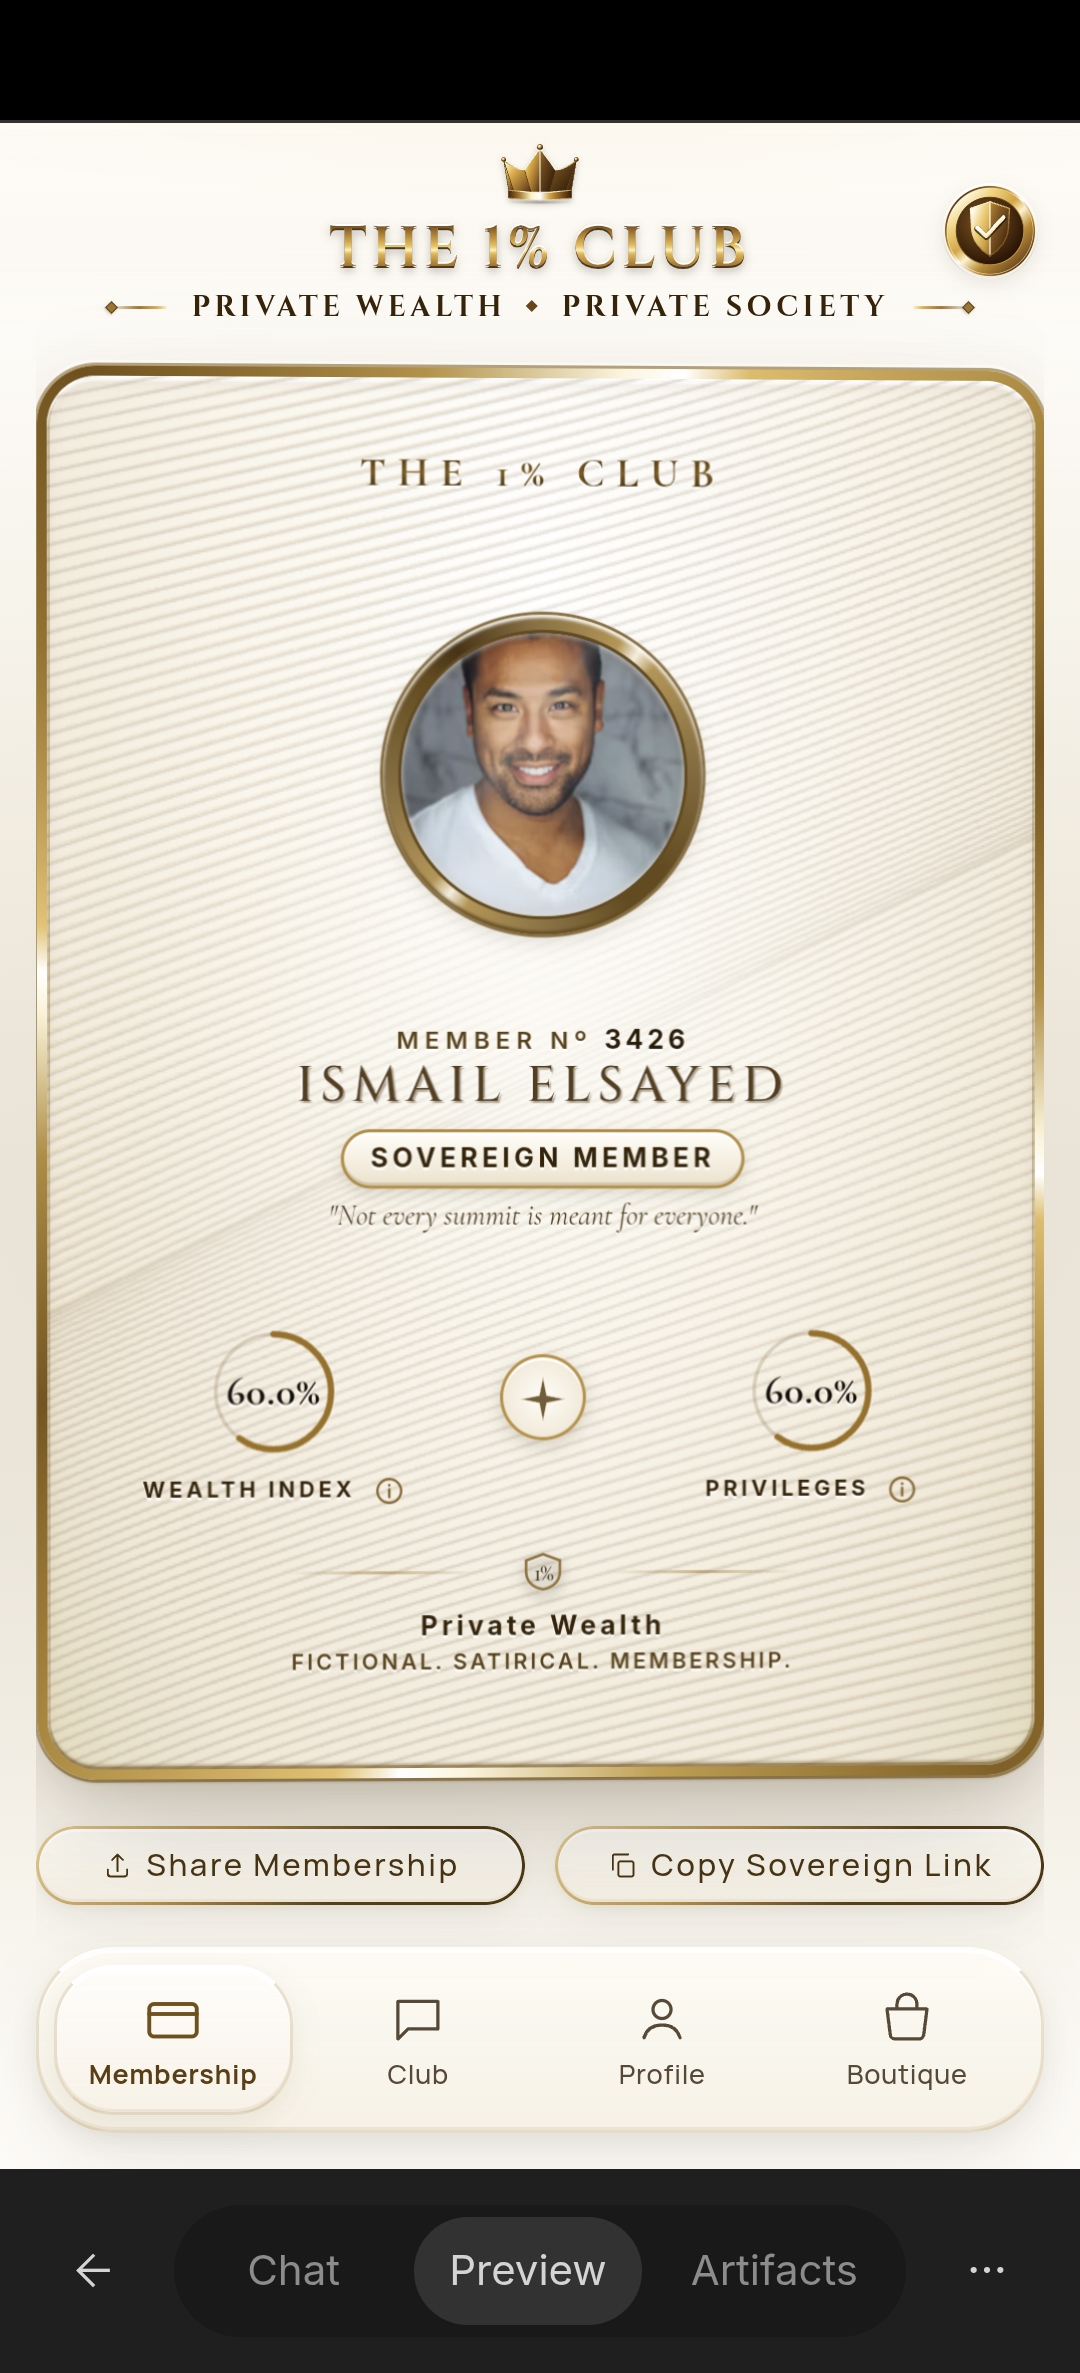 THE 1% CLUB
PRIVATE WEALTH ◆ PRIVATE SOCIETY
THE 1% CLUB
MEMBER Nº 3426
ISMAIL ELSAYED
SOVEREIGN MEMBER
"Not every summit is meant for everyone."
60.0% 60.0%
WEALTH INDEX PRIVILEGES
1%
Private Wealth
FICTIONAL. SATIRICAL. MEMBERSHIP.
Share Membership Copy Sovereign Link
Membership Club Profile Boutique
Chat Preview Artifacts